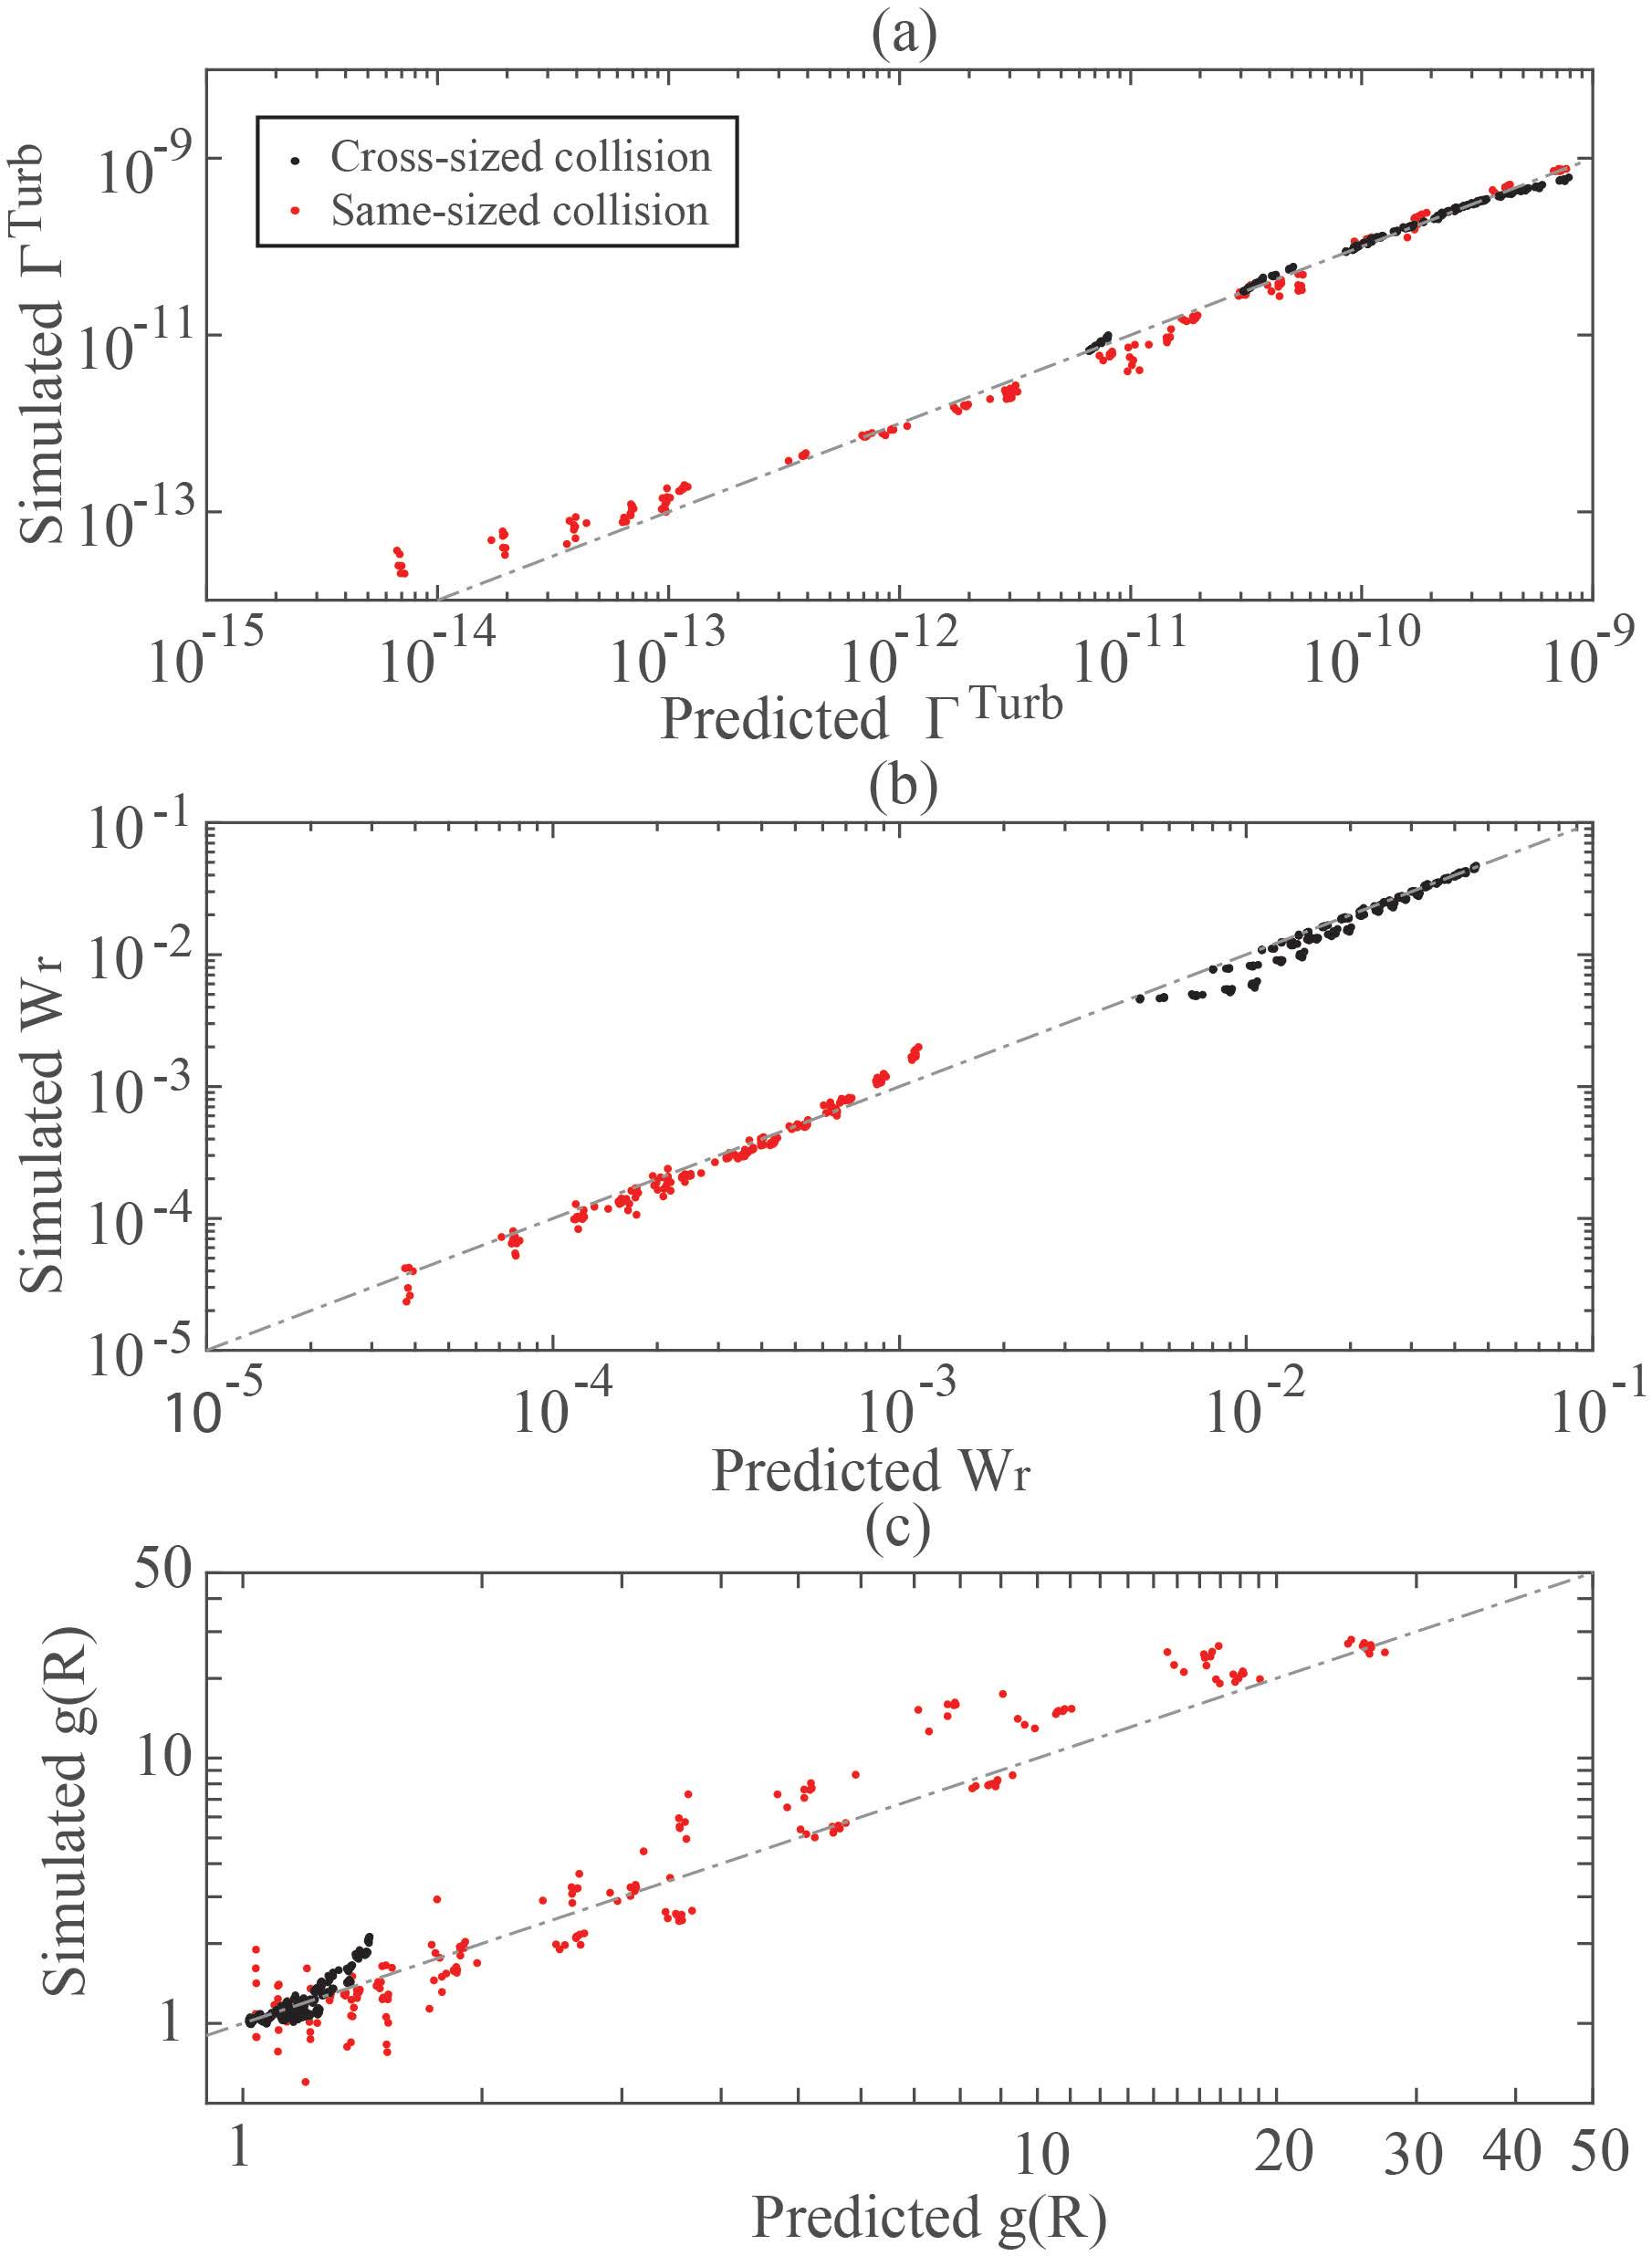 (a)
10^-9
10^-11
10^-13
Simulated Γ^Turb
Cross-sized collision
Same-sized collision
10^-15 10^-14 10^-13 10^-12 10^-11 10^-10 10^-9
Predicted Γ^Turb
(b)
10^-1
10^-2
10^-3
10^-4
10^-5
Simulated Wr
10^-5 10^-4 10^-3 10^-2 10^-1
Predicted Wr
(c)
50
10
1
Simulated g(R)
1 10 20 30 40 50
Predicted g(R)